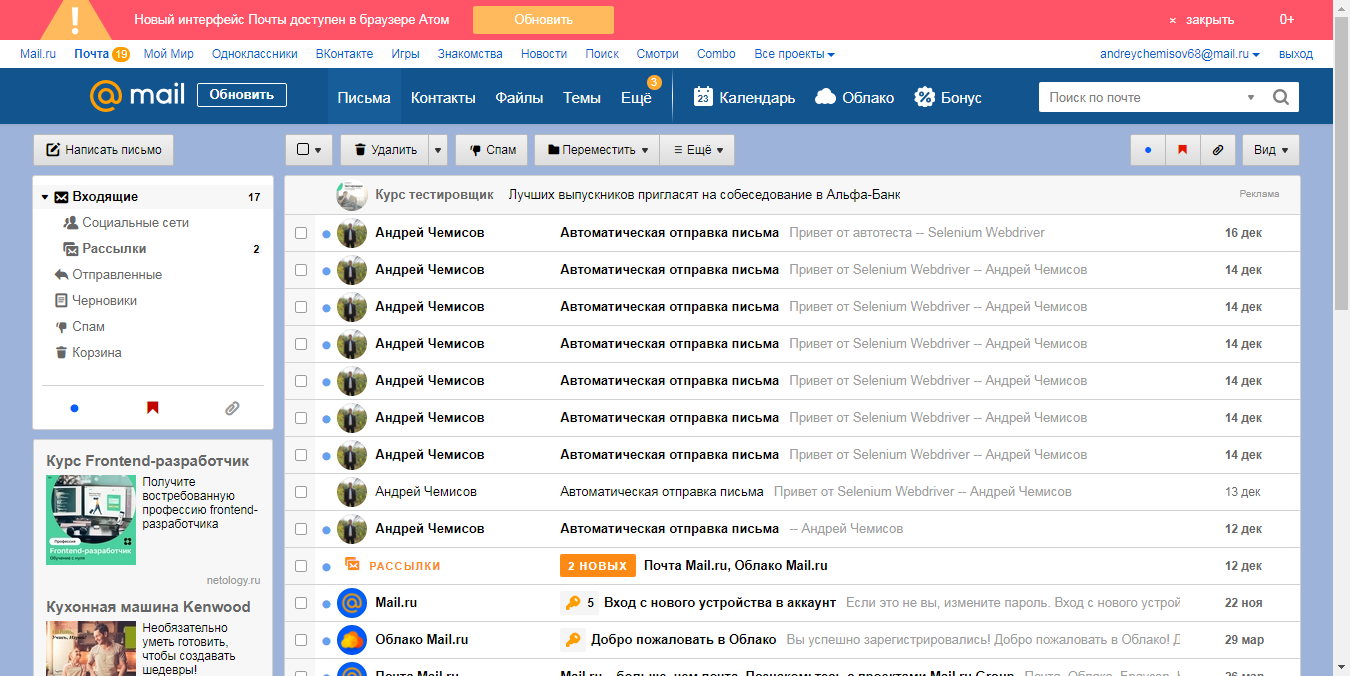 Новый интерфейс Почты доступен в браузере Атом Обновить × закрыть 0+
Mail.ru Почта 19 Мой Мир Одноклассники ВКонтакте Игры Знакомства Новости Поиск Смотри Combo Все проекты andreychemisov68@mail.ru выход
@mail Обновить Письма Контакты Файлы Темы Ещё 3 23 Календарь Облако % Бонус Поиск по почте
Написать письмо Удалить Спам Переместить Ещё Вид
Входящие 17
Социальные сети
Рассылки 2
Отправленные
Черновики
Спам
Корзина
Курс Frontend-разработчик
Получите
востребованную
профессию frontend-
разработчика
Профессия
Frontend-разработчик
Обучение с нуля
netology.ru
Кухонная машина Kenwood
Необязательно
уметь готовить,
чтобы создавать
шедевры!
Курс тестировщик Лучших выпускников пригласят на собеседование в Альфа-Банк Реклама
Андрей Чемисов Автоматическая отправка письма Привет от автотеста -- Selenium Webdriver 16 дек
Андрей Чемисов Автоматическая отправка письма Привет от Selenium Webdriver -- Андрей Чемисов 14 дек
Андрей Чемисов Автоматическая отправка письма Привет от Selenium Webdriver -- Андрей Чемисов 14 дек
Андрей Чемисов Автоматическая отправка письма Привет от Selenium Webdriver -- Андрей Чемисов 14 дек
Андрей Чемисов Автоматическая отправка письма Привет от Selenium Webdriver -- Андрей Чемисов 14 дек
Андрей Чемисов Автоматическая отправка письма Привет от Selenium Webdriver -- Андрей Чемисов 14 дек
Андрей Чемисов Автоматическая отправка письма Привет от Selenium Webdriver -- Андрей Чемисов 14 дек
Андрей Чемисов Автоматическая отправка письма Привет от Selenium Webdriver -- Андрей Чемисов 13 дек
Андрей Чемисов Автоматическая отправка письма -- Андрей Чемисов 12 дек
РАССЫЛКИ 2 НОВЫХ Почта Mail.ru, Облако Mail.ru 12 дек
Mail.ru 5 Вход с нового устройства в аккаунт Если это не вы, измените пароль. Вход с нового устрой 22 ноя
Облако Mail.ru Добро пожаловать в Облако Вы успешно зарегистрировались! Добро пожаловать в Облако! 29 мар
Почта Mail.ru Mail.ru – больше, чем почта. Познакомьтесь с проектами Mail.ru Group Почта, Облако, Браузер 26 мар